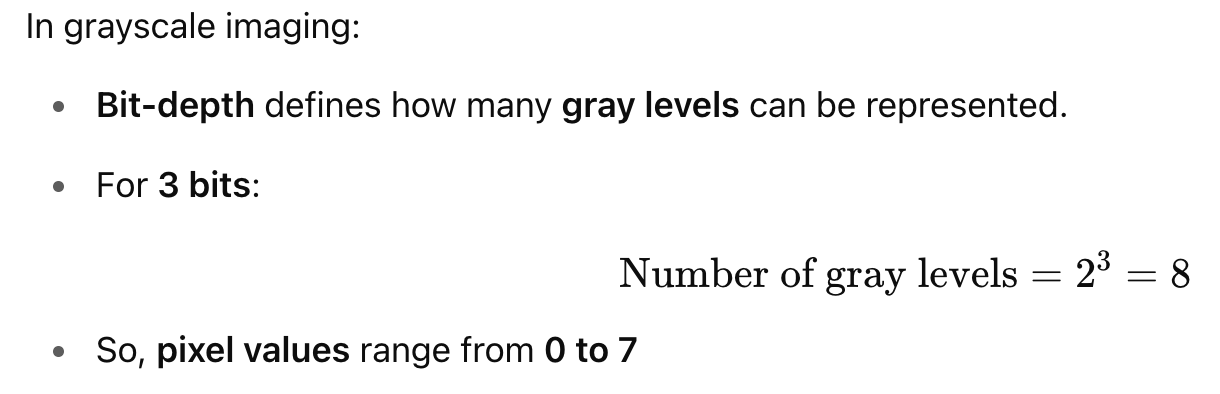 In grayscale imaging:
• Bit-depth defines how many gray levels can be represented.
• For 3 bits:
Number of gray levels = 2³ = 8
• So, pixel values range from 0 to 7